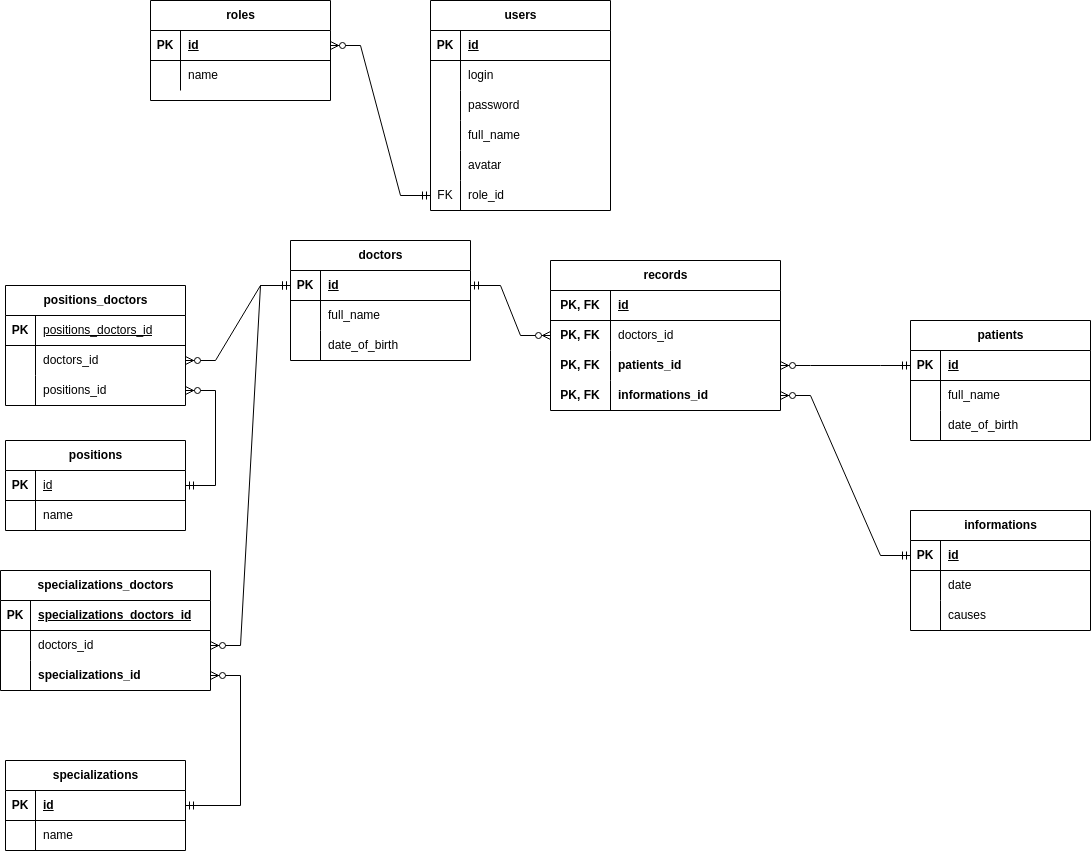 roles
PK id
name
users
PK id
login
password
full_name
avatar
FK role_id
doctors
PK id
full_name
date_of_birth
records
PK, FK id
PK, FK doctors_id
PK, FK patients_id
PK, FK informations_id
positions_doctors
PK positions_doctors_id
doctors_id
positions_id
patients
PK id
full_name
date_of_birth
positions
PK id
name
informations
PK id
date
causes
specializations_doctors
PK specializations_doctors_id
doctors_id
specializations_id
specializations
PK id
name